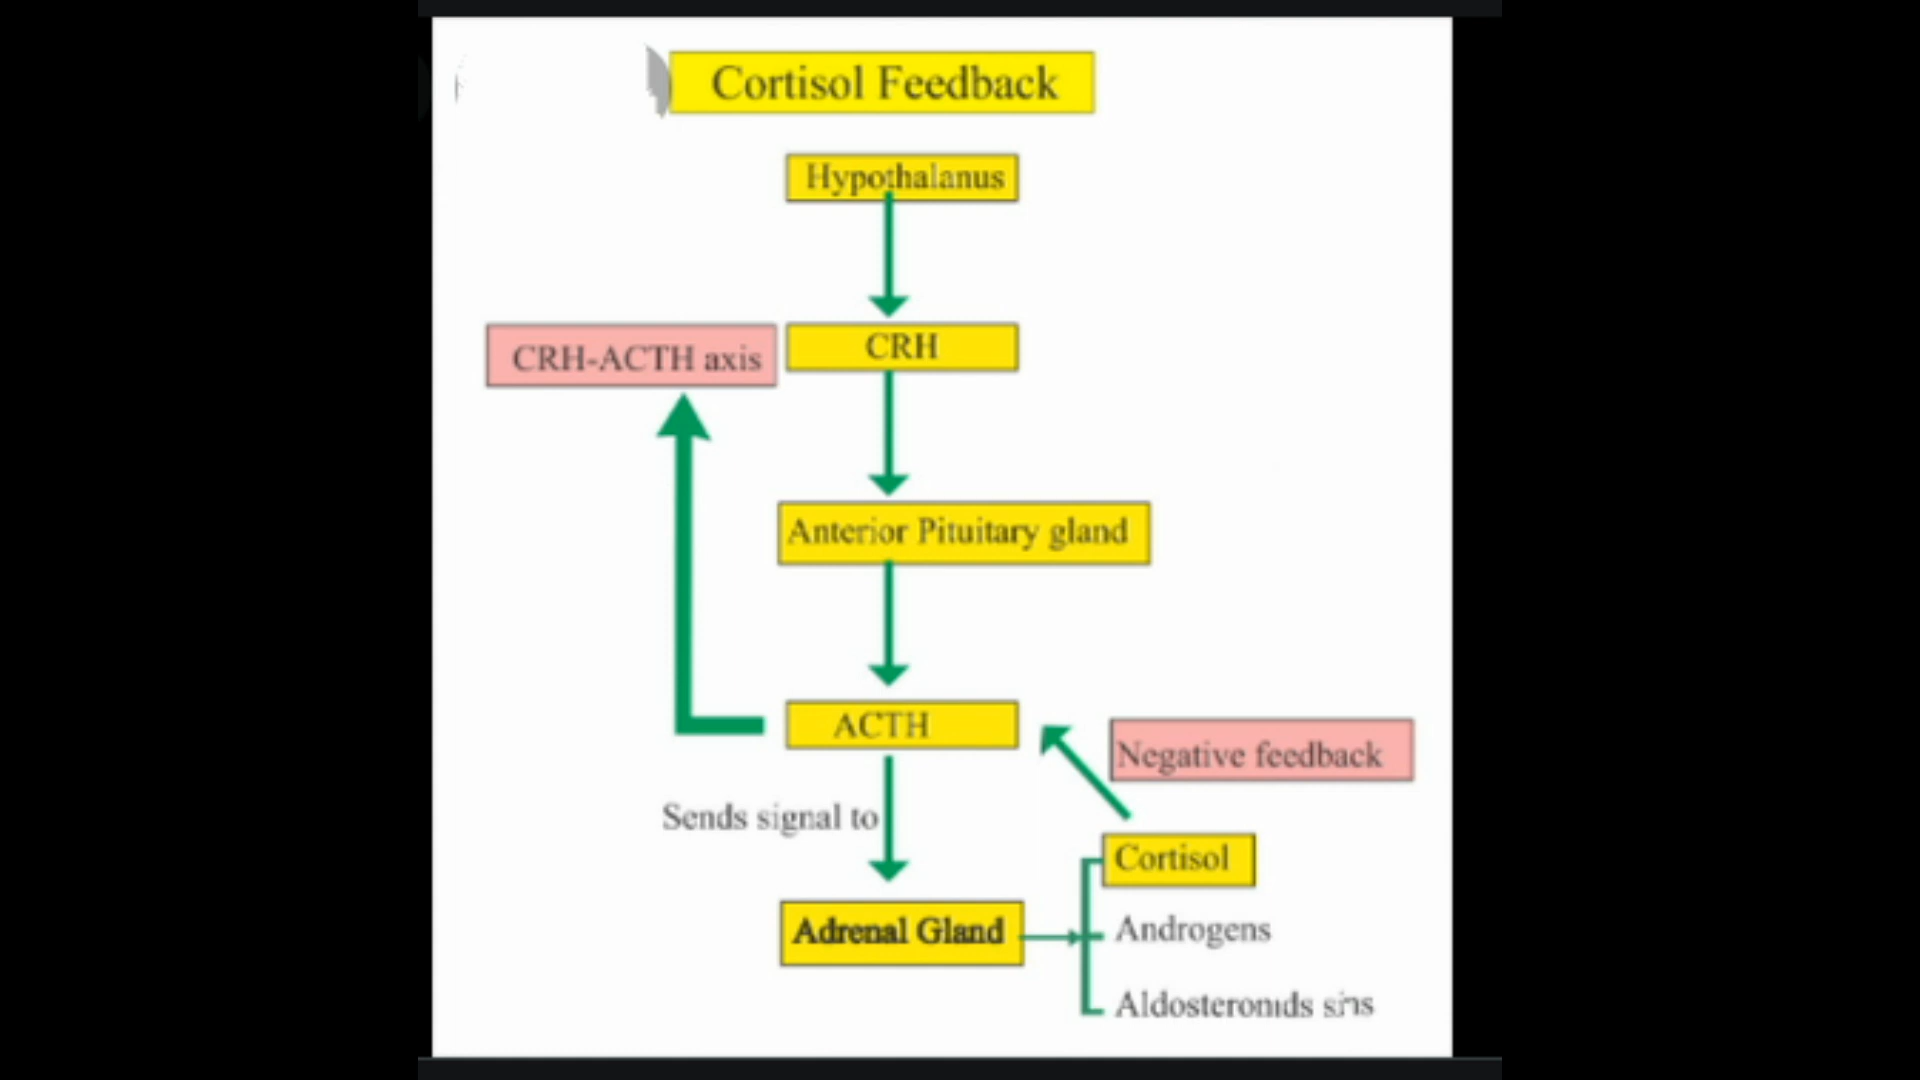 Cortisol Feedback
Hypothalanus
CRH-ACTH axis
CRH
Anterior Pituitary gland
ACTH
Negative feedback
Sends signal to
Cortisol
Adrenal Gland
Androgens